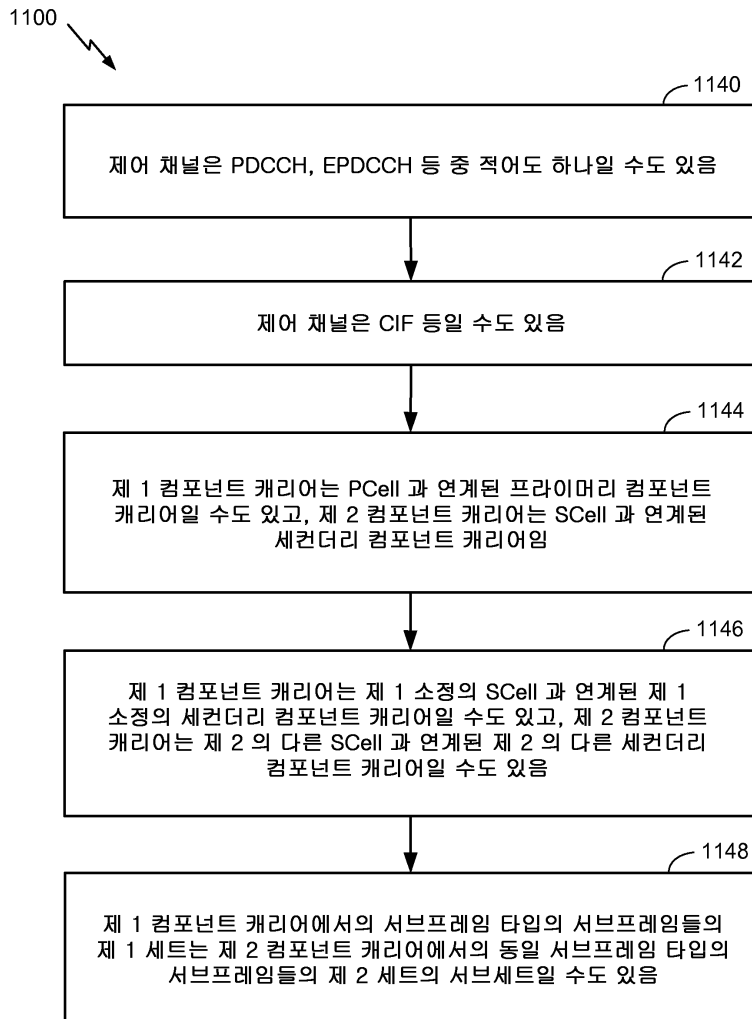 1100
1140
제어 채널은 PDCCH, EPDCCH 등 중 적어도 하나일 수도 있음
1142
제어 채널은 CIF 등일 수도 있음
1144
제 1 컴포넌트 캐리어는 PCell 과 연계된 프라이머리 컴포넌트
캐리어일 수도 있고, 제 2 컴포넌트 캐리어는 SCell 과 연계된
세컨더리 컴포넌트 캐리어임
1146
제 1 컴포넌트 캐리어는 제 1 소정의 SCell 과 연계된 제 1
소정의 세컨더리 컴포넌트 캐리어일 수도 있고, 제 2 컴포넌트
캐리어는 제 2 의 다른 SCell 과 연계된 제 2 의 다른 세컨더리
컴포넌트 캐리어일 수도 있음
1148
제 1 컴포넌트 캐리어에서의 서브프레임 타입의 서브프레임들의
제 1 세트는 제 2 컴포넌트 캐리어에서의 동일 서브프레임 타입의
서브프레임들의 제 2 세트의 서브세트일 수도 있음